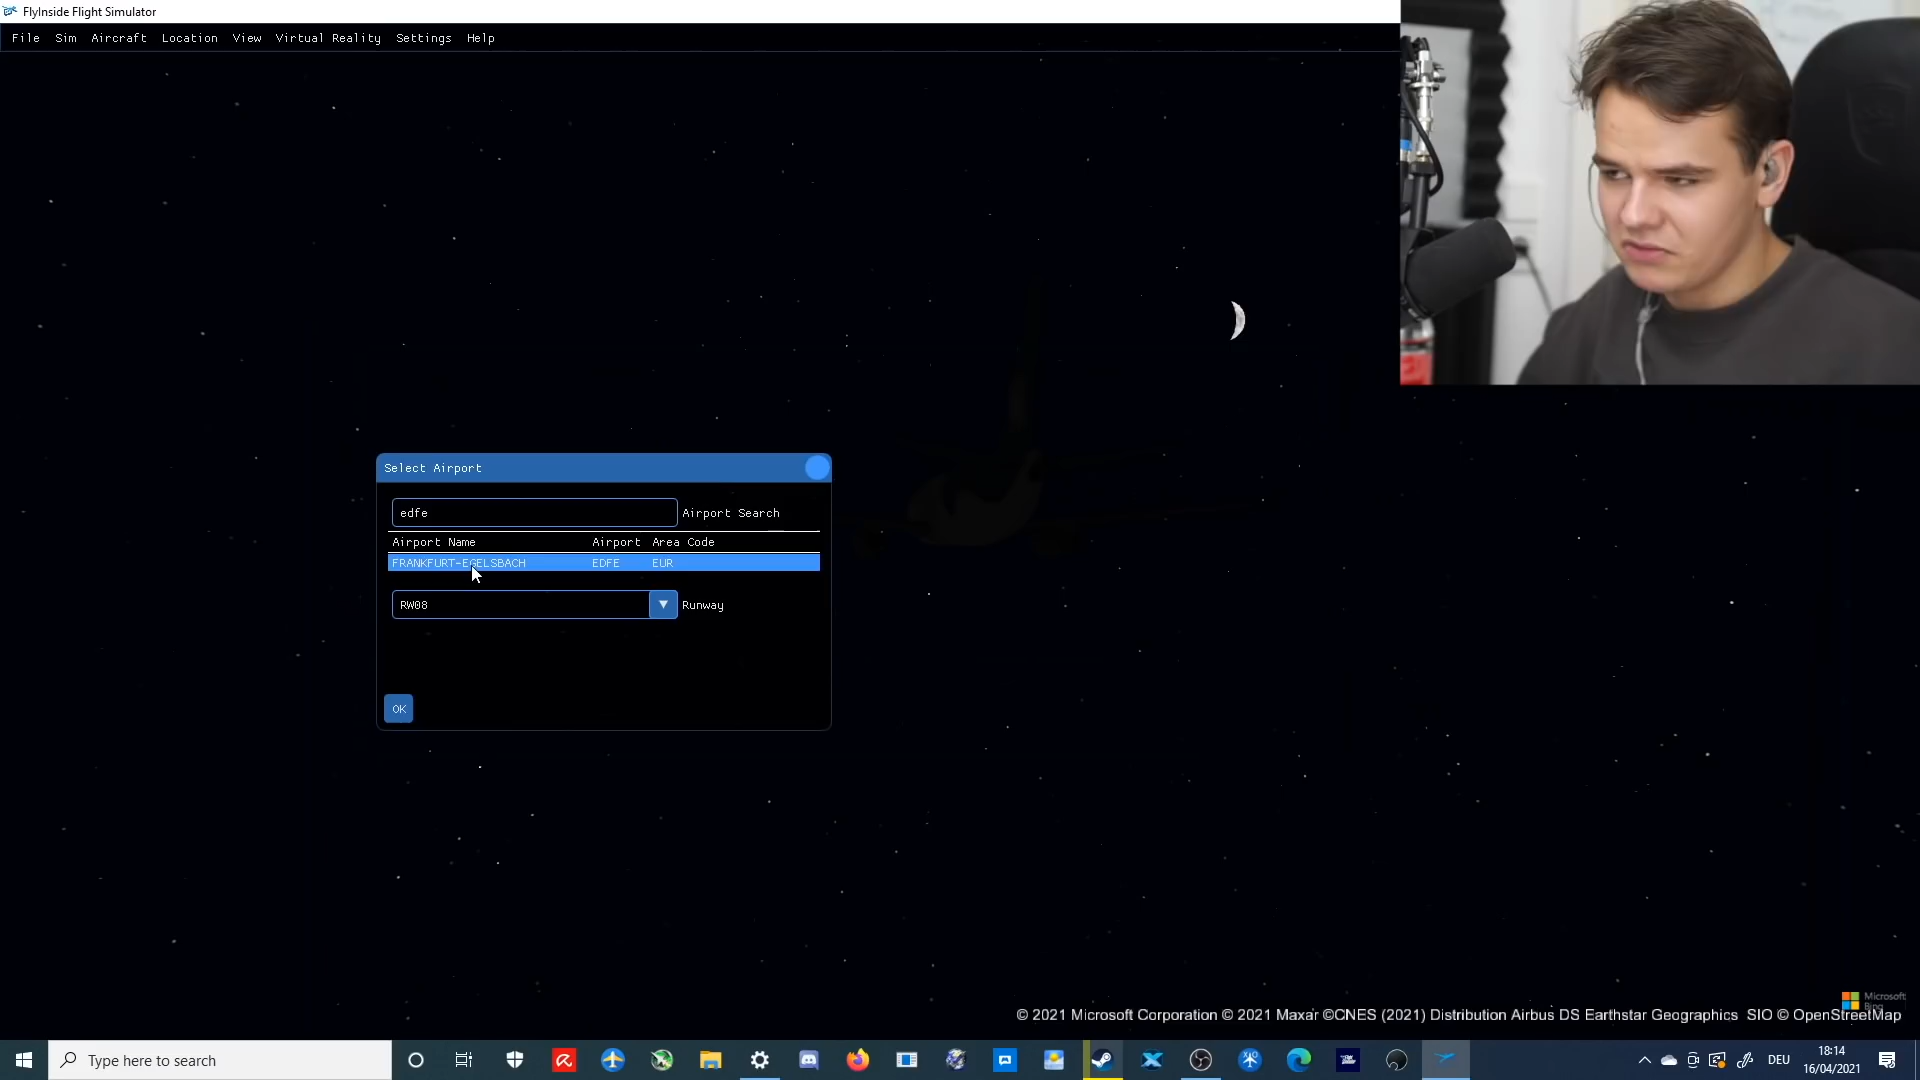 FlyInside Flight Simulator
File Sim Aircraft Location View Virtual Reality Settings Help
Select Airport
edfe Airport Search
Airport Name Airport Area Code
FRANKFURT-EGELSBACH EDFE EUR
RW08 Runway
OK
Microsoft
Bing
© 2021 Microsoft Corporation © 2021 Maxar ©CNES (2021) Distribution Airbus DS Earthstar Geographics SIO © OpenStreetMap
Type here to search
DEU
18:14
16/04/2021